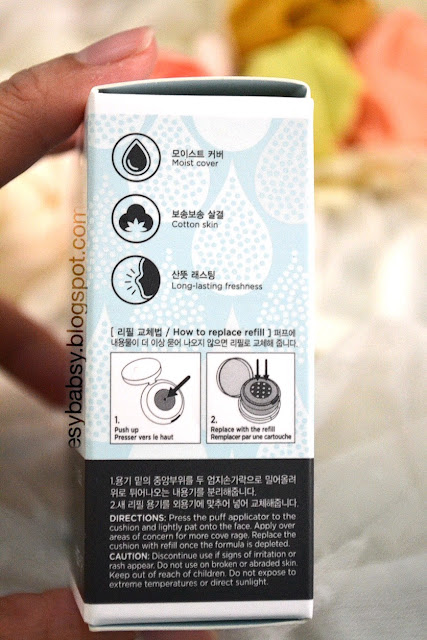 모이스트 커버
Moist cover
보송보송 살결
Cotton skin
산뜻 래스팅
Long-lasting freshness
[ 리필 교체법 / How to replace refill ] 퍼프에
내용물이 더 이상 묻어 나오지 않으면 리필로 교체해 줍니다.
1.
Push up
Presser vers le haut
2.
Replace with the refill
Remplacer par une cartouche
1.용기 밑의 중앙부위를 두 엄지손가락으로 밀어올려
위로 튀어나오는 내용기를 분리해줍니다.
2.새 리필 용기를 외용기에 맞추어 넣어 교체해줍니다.
DIRECTIONS: Press the puff applicator to the
cushion and lightly pat onto the face. Apply over
areas of concern for more cove rage. Replace the
cushion with refill once the formula is depleted.
CAUTION: Discontinue use if signs of irritation or
rash appear. Do not use on broken or abraded skin.
Keep out of reach of children. Do not expose to
extreme temperatures or direct sunlight.
esybabsy.blogspot.com